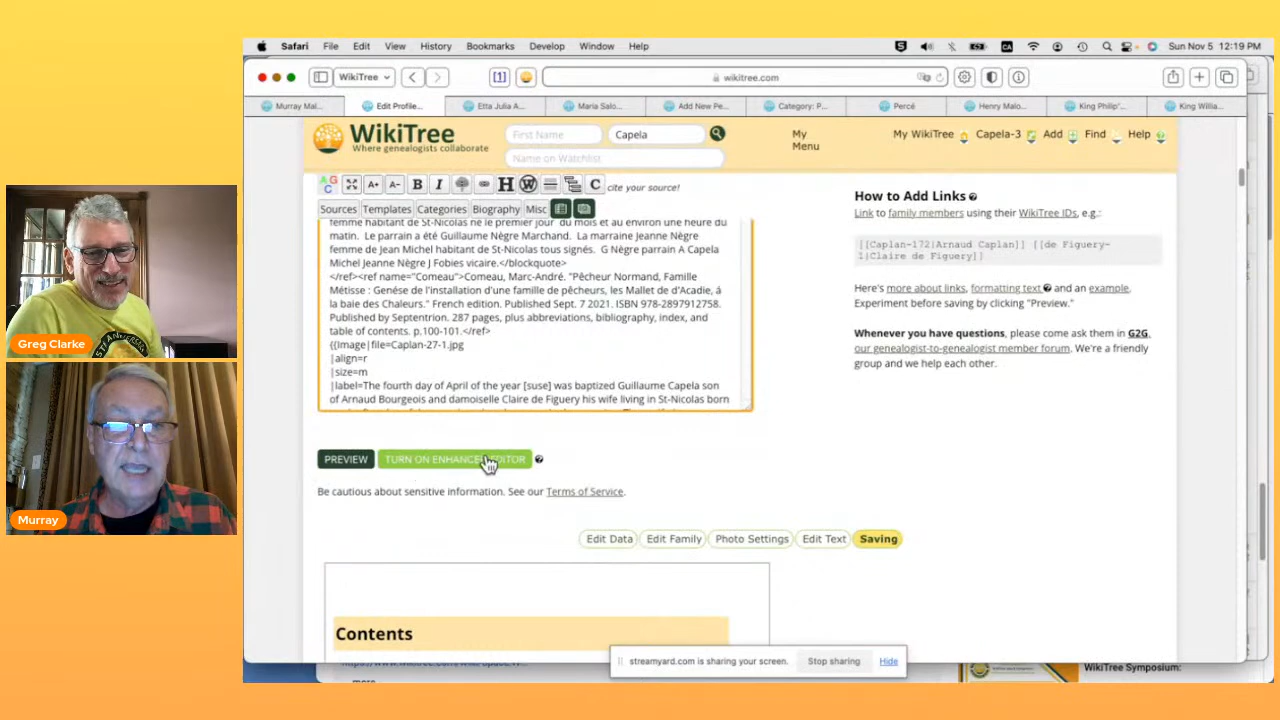 Safari File Edit View History Bookmarks Develop Window Help
CA
Sun Nov 5 12:19 PM
WikiTree
[1]
wikitree.com
Murray Mal...
Edit Profile...
Etta Julia A...
Maria Salo...
Add New Pe...
Category: P...
Percé
Henry Malo...
King Philip'...
King Willia...
WikiTree
Where genealogists collaborate
First Name
Capela
Name on Watchlist
My Menu
My WikiTree
Capela-3
Add
Find
Help
AGC
A+
A-
B
I
H
W
C
cite your source!
Sources
Templates
Categories
Biography
Misc
femme habitant de St-Nicolas né le premier jour du mois et au environ une heure du
matin. Le parrain a été Guillaume Nègre Marchand. La marraine Jeanne Nègre
femme de Jean Michel habitant de St-Nicolas tous signés. G Nègre parrain A Capela
Michel Jeanne Nègre J Fobies vicaire.</blockquote>
</ref><ref name="Comeau">Comeau, Marc-André. "Pêcheur Normand, Famille
Métisse : Genése de l'installation d'une famille de pêcheurs, les Mallet de d'Acadie, á
la baie des Chaleurs." French edition. Published Sept. 7 2021. ISBN 978-2897912758.
Published by Septentrion. 287 pages, plus abbreviations, bibliography, index, and
table of contents. p.100-101.</ref>
{{Image|file=Caplan-27-1.jpg
|align=r
|size=m
|label=The fourth day of April of the year [suse] was baptized Guillaume Capela son
of Arnaud Bourgeois and damoiselle Claire de Figuery his wife living in St-Nicolas born
How to Add Links
Link to family members using their WikiTree IDs, e.g.:
[[Caplan-172|Arnaud Caplan]] [[de Figuery-
1|Claire de Figuery]]
Here's more about links, formatting text and an example.
Experiment before saving by clicking "Preview."
Whenever you have questions, please come ask them in G2G,
our genealogist-to-genealogist member forum. We're a friendly
group and we help each other.
PREVIEW
TURN ON ENHANCED EDITOR
Be cautious about sensitive information. See our Terms of Service.
Edit Data
Edit Family
Photo Settings
Edit Text
Saving
Contents
streamyard.com is sharing your screen.
Stop sharing
Hide
more
WikiTree Symposium:
Greg Clarke
Murray